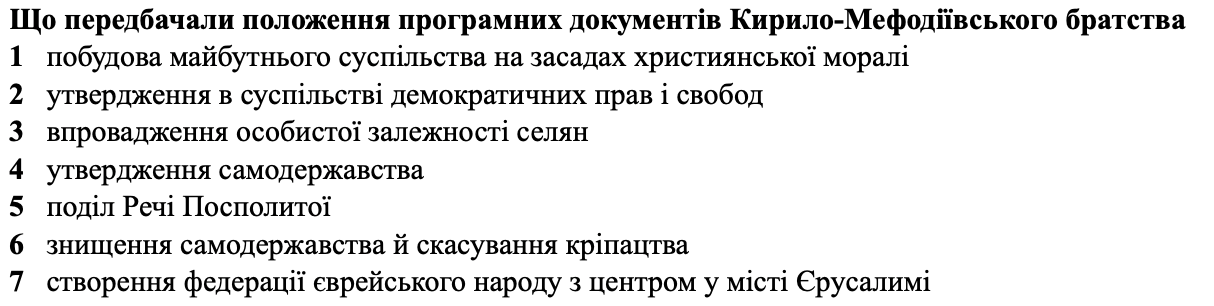 Що передбачали положення програмних документів Кирило-Мефодіївського братства
1 побудова майбутнього суспільства на засадах християнської моралі
2 утвердження в суспільстві демократичних прав і свобод
3 впровадження особистої залежності селян
4 утвердження самодержавства
5 поділ Речі Посполитої
6 знищення самодержавства й скасування кріпацтва
7 створення федерації єврейського народу з центром у місті Єрусалимі